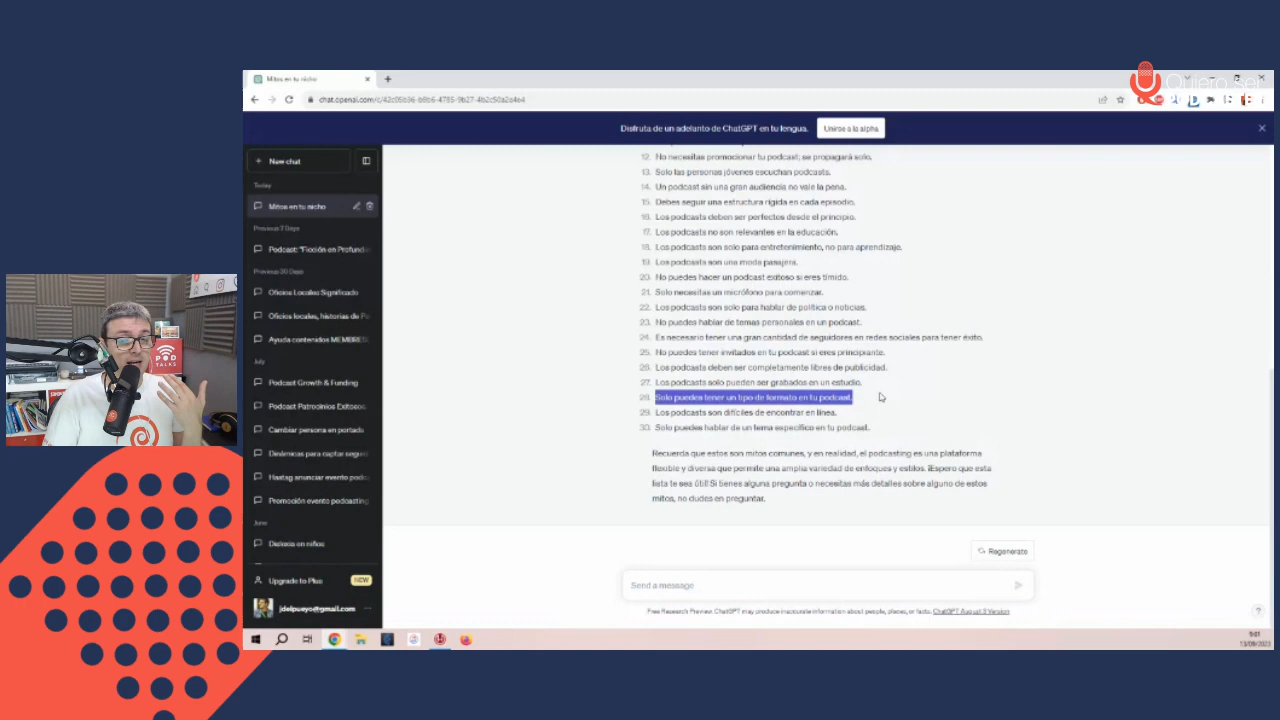 Mitos en tu nicho
Quiero ser
chat.openai.com/c/42c05b36-b8b6-4785-9b27-4b2c50a2a4e4
Disfruta de un adelanto de ChatGPT en tu lengua.
Unirse a la alpha
New chat
Today
Mitos en tu nicho
Previous 7 Days
Podcast: "Ficción en Profund
Previous 30 Days
Oficios Locales Significado
Oficios locales, historias de P
Ayuda contenidos MEMBRES
July
Podcast Growth & Funding
Podcast Patrocinios Exitosos
Cambiar persona en portada
Dinámicas para captar segui
Hastag anunciar evento podc
Promoción evento podcasting
June
Dislexia en niños
Upgrade to Plus
NEW
jdelpueyo@gmail.com
12. No necesitas promocionar tu podcast; se propagará solo.
13. Solo las personas jóvenes escuchan podcasts.
14. Un podcast sin una gran audiencia no vale la pena.
15. Debes seguir una estructura rígida en cada episodio.
16. Los podcasts deben ser perfectos desde el principio.
17. Los podcasts no son relevantes en la educación.
18. Los podcasts son solo para entretenimiento, no para aprendizaje.
19. Los podcasts son una moda pasajera.
20. No puedes hacer un podcast exitoso si eres tímido.
21. Solo necesitas un micrófono para comenzar.
22. Los podcasts son solo para hablar de política o noticias.
23. No puedes hablar de temas personales en un podcast.
24. Es necesario tener una gran cantidad de seguidores en redes sociales para tener éxito.
25. No puedes tener invitados en tu podcast si eres principiante.
26. Los podcasts deben ser completamente libres de publicidad.
27. Los podcasts solo pueden ser grabados en un estudio.
28. Solo puedes tener un tipo de formato en tu podcast.
29. Los podcasts son difíciles de encontrar en línea.
30. Solo puedes hablar de un tema específico en tu podcast.
Recuerda que estos son mitos comunes, y en realidad, el podcasting es una plataforma
flexible y diversa que permite una amplia variedad de enfoques y estilos. ¡Espero que esta
lista te sea útil! Si tienes alguna pregunta o necesitas más detalles sobre alguno de estos
mitos, no dudes en preguntar.
Regenerate
Send a message
Free Research Preview. ChatGPT may produce inaccurate information about people, places, or facts. ChatGPT August 3 Version
POD
TALKS
9:01
13/09/2023